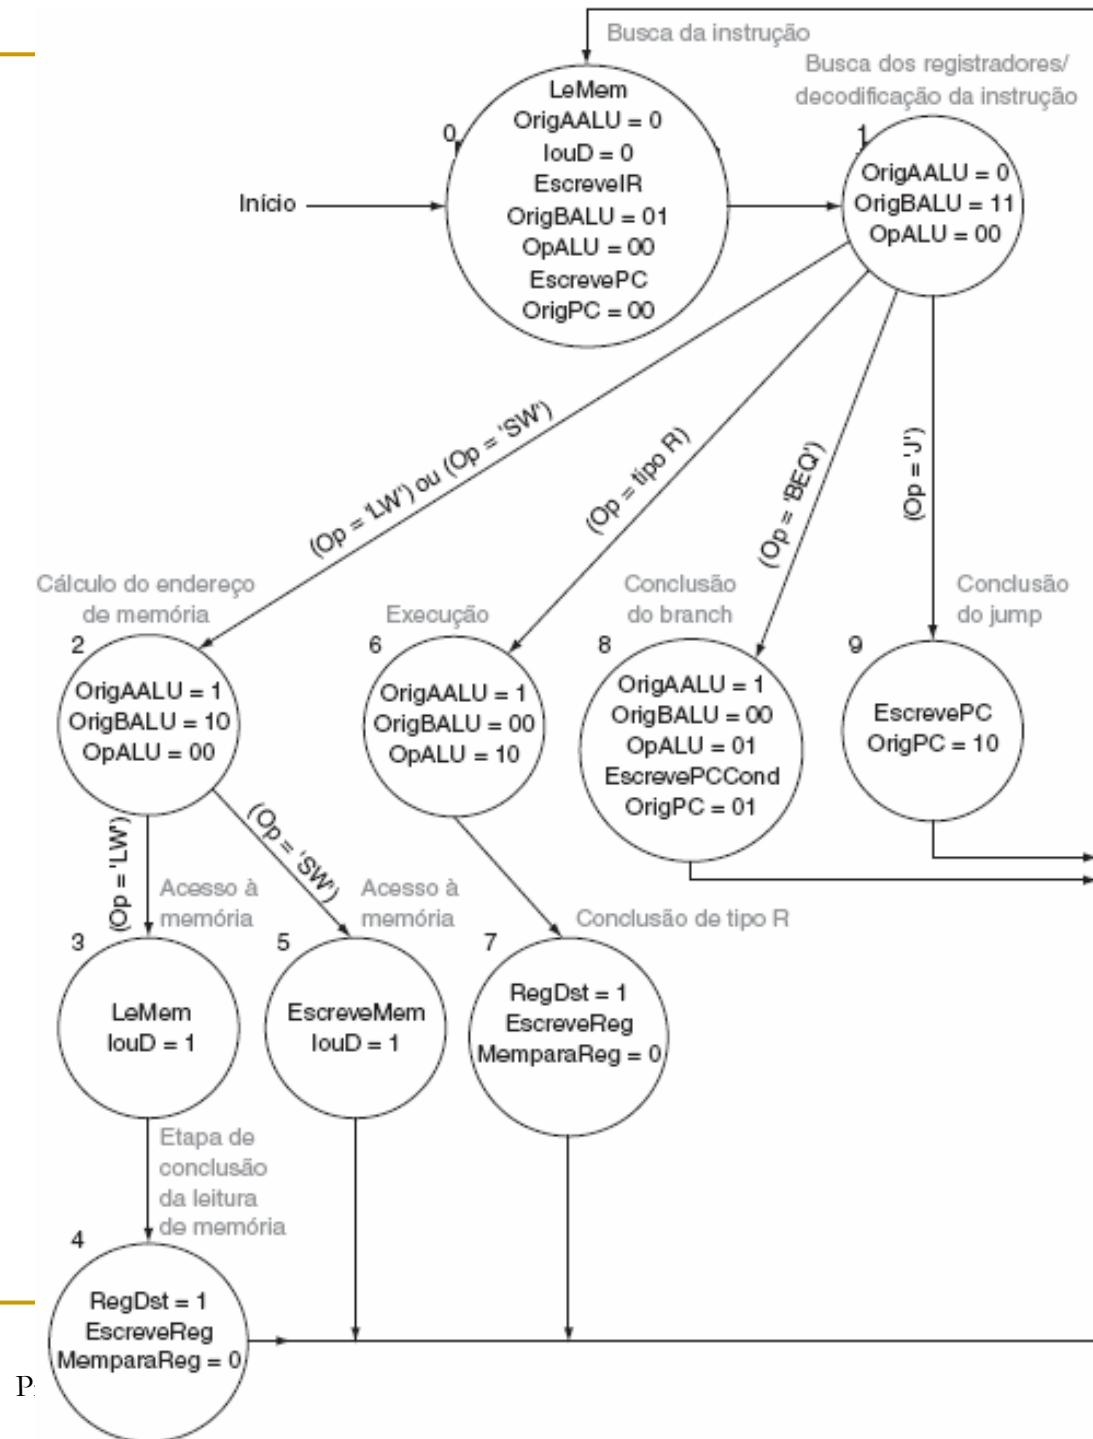 Busca da instrução
Busca dos registradores/
decodificação da instrução
0
LeMem
OrigAALU = 0
IouD = 0
EscreveIR
OrigBALU = 01
OpALU = 00
EscrevePC
OrigPC = 00
Início
1
OrigAALU = 0
OrigBALU = 11
OpALU = 00
(Op = 'LW') ou (Op = 'SW')
(Op = tipo R)
(Op = 'BEQ')
(Op = 'J')
Cálculo do endereço
de memória
2
OrigAALU = 1
OrigBALU = 10
OpALU = 00
Execução
6
OrigAALU = 1
OrigBALU = 00
OpALU = 10
Conclusão
do branch
8
OrigAALU = 1
OrigBALU = 00
OpALU = 01
EscrevePCCond
OrigPC = 01
Conclusão
do jump
9
EscrevePC
OrigPC = 10
(Op = 'LW')
(Op = 'SW')
Acesso à
memória
3
LeMem
IouD = 1
Acesso à
memória
5
EscreveMem
IouD = 1
Conclusão de tipo R
7
RegDst = 1
EscreveReg
MemparaReg = 0
Etapa de
conclusão
da leitura
de memória
4
RegDst = 1
EscreveReg
MemparaReg = 0